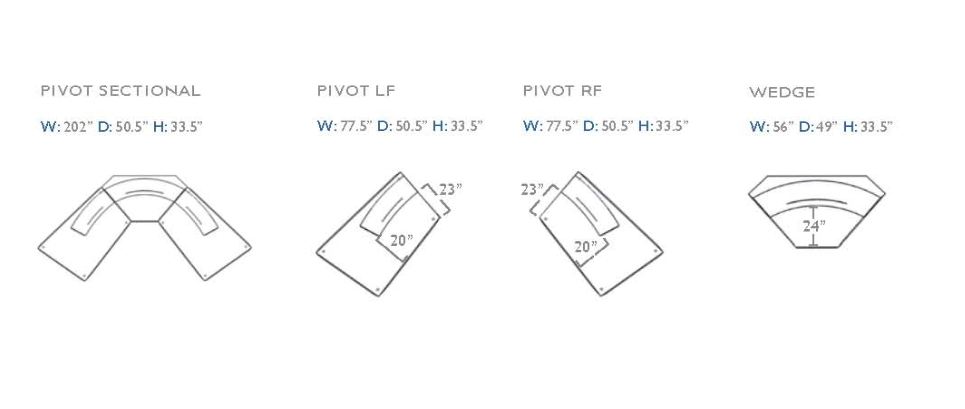 PIVOT SECTIONAL
W: 202" D: 50.5" H: 33.5"
PIVOT LF
W: 77.5" D: 50.5" H: 33.5"
23"
20"
PIVOT RF
W: 77.5" D: 50.5" H: 33.5"
23"
20"
WEDGE
W: 56" D: 49" H: 33.5"
24"